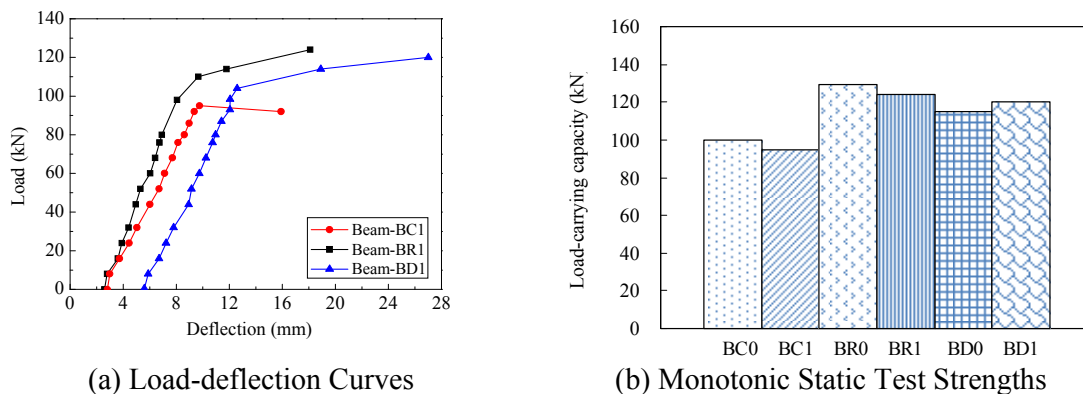 140
120
100
80
60
40
20
0
Load (kN)
0 4 8 12 16 20 24 28
Deflection (mm)
Beam-BC1
Beam-BR1
Beam-BD1
(a) Load-deflection Curves
160
140
120
100
80
60
40
20
0
Load-carrying capacity (kN)
BC0 BC1 BR0 BR1 BD0 BD1
(b) Monotonic Static Test Strengths